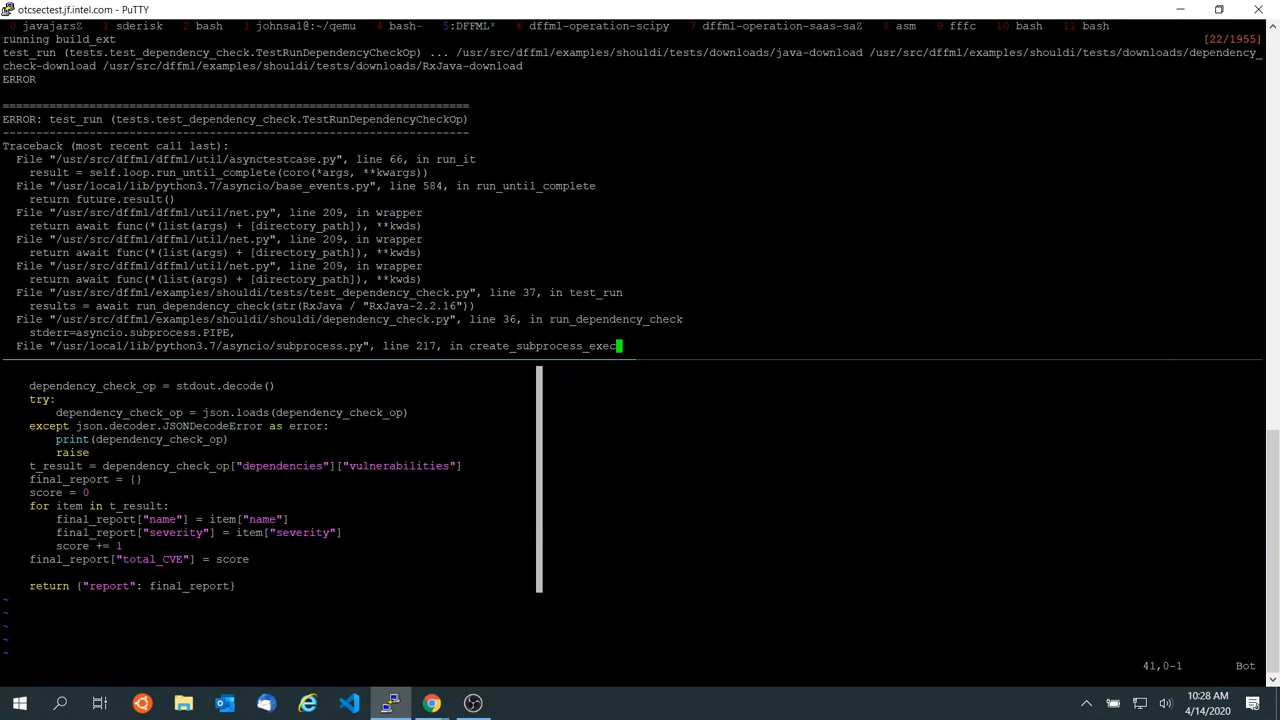 otcsectest.jf.intel.com - PuTTY
0 javajarsZ 1 sderisk 2 bash 3 johnsa1@:~/qemu 4 bash- 5:DFFML* 6 dffml-operation-scipy 7 dffml-operation-saas-saZ 8 asm 9 fffc 10 bash 11 bash
running build_ext
[22/1955]
test_run (tests.test_dependency_check.TestRunDependencyCheckOp) ... /usr/src/dffml/examples/shouldi/tests/downloads/java-download /usr/src/dffml/examples/shouldi/tests/downloads/dependency_
check-download /usr/src/dffml/examples/shouldi/tests/downloads/RxJava-download
ERROR
======================================================================
ERROR: test_run (tests.test_dependency_check.TestRunDependencyCheckOp)
----------------------------------------------------------------------
Traceback (most recent call last):
  File "/usr/src/dffml/dffml/util/asynctestcase.py", line 66, in run_it
    result = self.loop.run_until_complete(coro(*args, **kwargs))
  File "/usr/local/lib/python3.7/asyncio/base_events.py", line 584, in run_until_complete
    return future.result()
  File "/usr/src/dffml/dffml/util/net.py", line 209, in wrapper
    return await func(*(list(args) + [directory_path]), **kwds)
  File "/usr/src/dffml/dffml/util/net.py", line 209, in wrapper
    return await func(*(list(args) + [directory_path]), **kwds)
  File "/usr/src/dffml/dffml/util/net.py", line 209, in wrapper
    return await func(*(list(args) + [directory_path]), **kwds)
  File "/usr/src/dffml/examples/shouldi/tests/test_dependency_check.py", line 37, in test_run
    results = await run_dependency_check(str(RxJava / "RxJava-2.2.16"))
  File "/usr/src/dffml/examples/shouldi/shouldi/dependency_check.py", line 36, in run_dependency_check
    stderr=asyncio.subprocess.PIPE,
  File "/usr/local/lib/python3.7/asyncio/subprocess.py", line 217, in create_subprocess_exec
    dependency_check_op = stdout.decode()
    try:
        dependency_check_op = json.loads(dependency_check_op)
    except json.decoder.JSONDecodeError as error:
        print(dependency_check_op)
        raise
    t_result = dependency_check_op["dependencies"]["vulnerabilities"]
    final_report = {}
    score = 0
    for item in t_result:
        final_report["name"] = item["name"]
        final_report["severity"] = item["severity"]
        score += 1
    final_report["total_CVE"] = score
    return {"report": final_report}
~
~
~
~
~
41,0-1 Bot
10:28 AM
4/14/2020